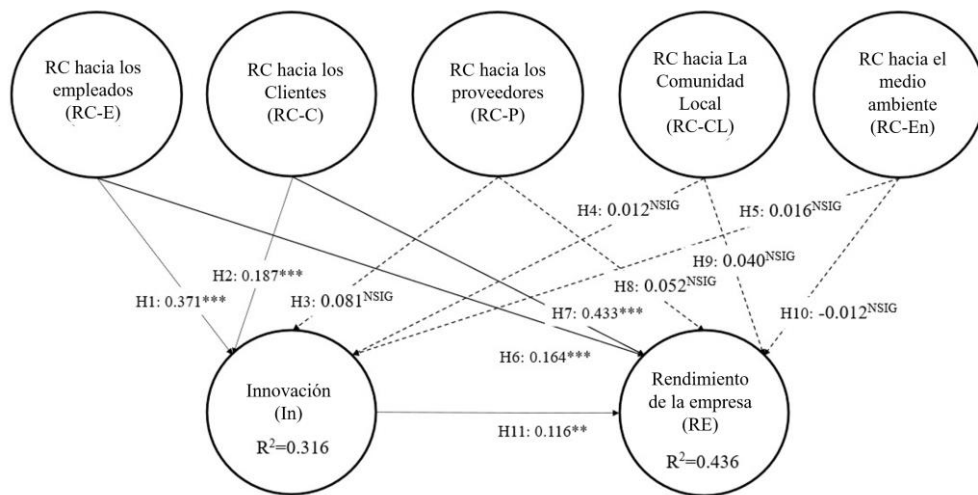 RC hacia los
empleados
(RC-E)
RC hacia los
Clientes
(RC-C)
RC hacia los
proveedores
(RC-P)
RC hacia La
Comunidad
Local
(RC-CL)
RC hacia el
medio
ambiente
(RC-En)
H4: 0.012NSIG
H5: 0.016NSIG
H2: 0.187***
H9: 0.040NSIG
H1: 0.371***
H3: 0.081NSIG
H8: 0.052NSIG
H7: 0.433***
H10: -0.012NSIG
H6: 0.164***
Innovación
(In)
R²=0.316
H11: 0.116**
Rendimiento
de la empresa
(RE)
R²=0.436